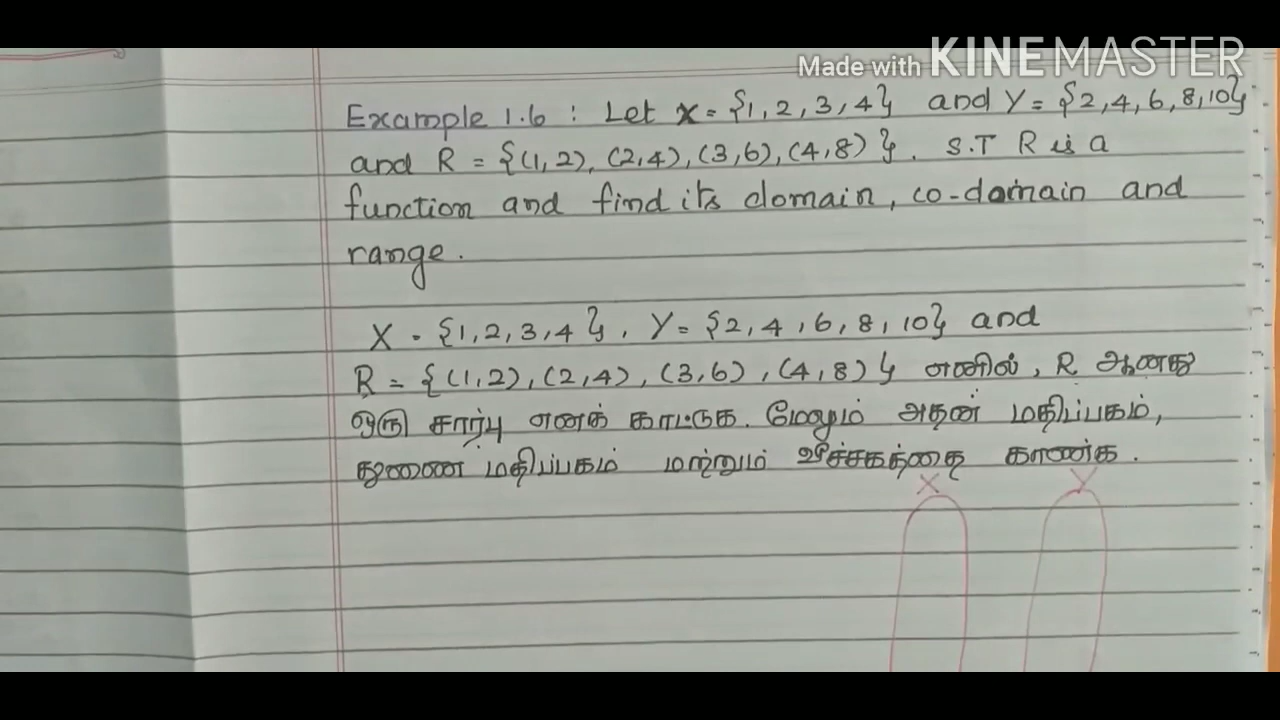 Made with KINEMASTER
Example 1.6 : Let X = {1, 2, 3, 4} and Y = {2, 4, 6, 8, 10}
and R = {(1, 2), (2, 4), (3, 6), (4, 8) }. S.T R is a
function and find its domain, co-domain and
range.
X = {1, 2, 3, 4 }, Y = {2, 4, 6, 8, 10} and
R = { (1, 2), (2, 4), (3, 6), (4, 8) } எனில், R ஆனது
ஒரு சார்பு எனக் காட்டுக. மேலும் அதன் மதிப்பகம்,
துணை மதிப்பகம் மற்றும் வீச்சகத்தை காண்க.
X Y